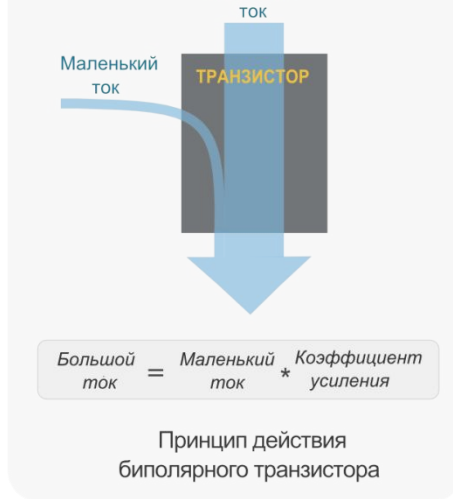 ток
Маленький
ток
ТРАНЗИСТОР
Большой
ток
=
Маленький
ток
*
Коэффициент
усиления
Принцип действия
биполярного транзистора